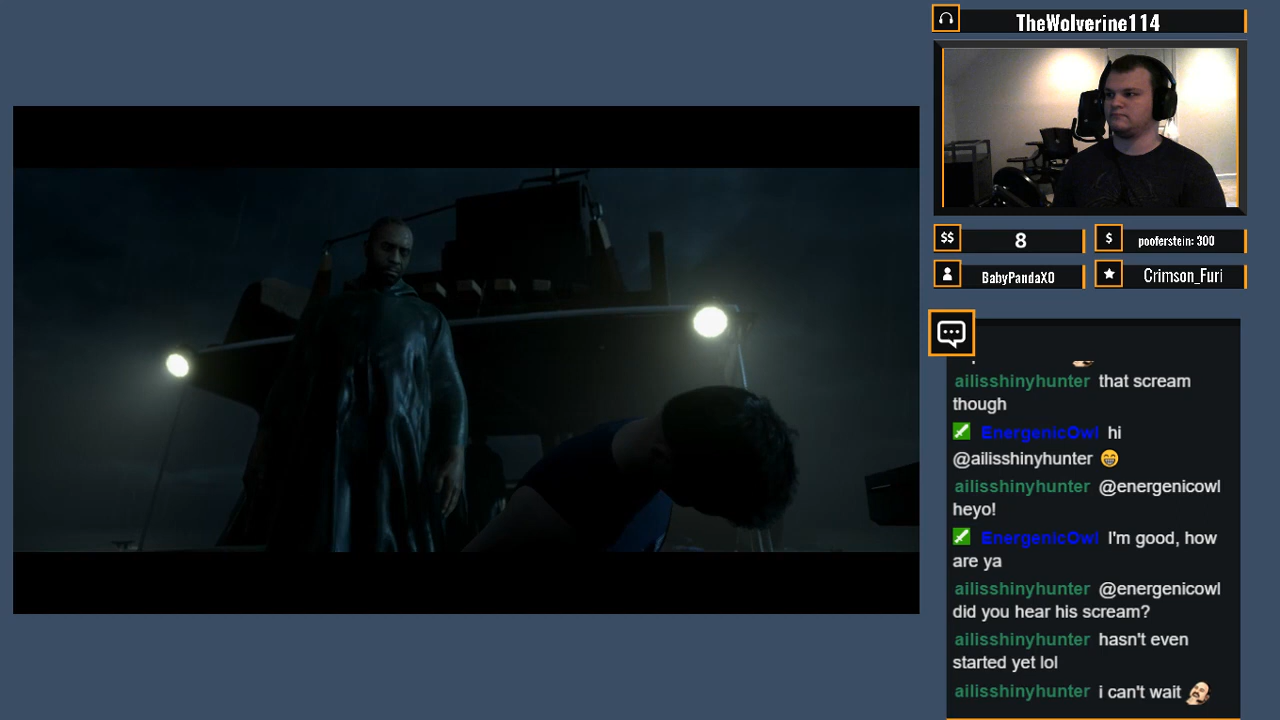 TheWolverine114
$$ 8
$ pooferstein: 300
BabyPandaXO
Crimson_Furi
ailisshinyhunter that scream
though
EnergenicOwl hi
@ailisshinyhunter
ailisshinyhunter @energenicowl
heyo!
EnergenicOwl I'm good, how
are ya
ailisshinyhunter @energenicowl
did you hear his scream?
ailisshinyhunter hasn't even
started yet lol
ailisshinyhunter i can't wait